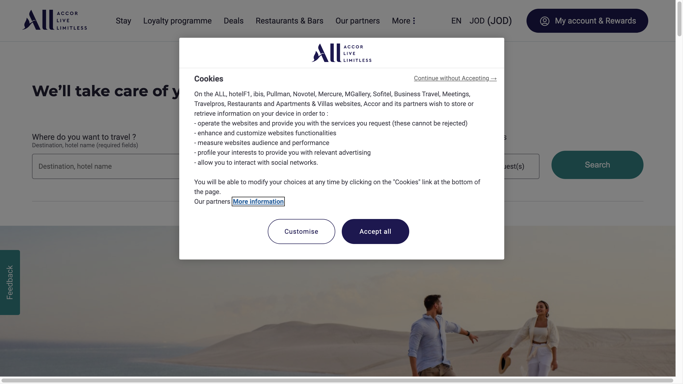 ALL ACCOR LIVE LIMITLESS
Stay
Loyalty programme
Deals
Restaurants & Bars
Our partners
More
EN
JOD (JOD)
My account & Rewards
We'll take care of y
Where do you want to travel ?
Destination, hotel name (required fields)
Destination, hotel name
s
est(s)
Search
ALL ACCOR LIVE LIMITLESS
Cookies
Continue without Accepting →
On the ALL, hotelF1, ibis, Pullman, Novotel, Mercure, MGallery, Sofitel, Business Travel, Meetings,
Travelpros, Restaurants and Apartments & Villas websites, Accor and its partners wish to store or
retrieve information on your device in order to :
- operate the websites and provide you with the services you request (these cannot be rejected)
- enhance and customize websites functionalities
- measure websites audience and performance
- profile your interests to provide you with relevant advertising
- allow you to interact with social networks.
You will be able to modify your choices at any time by clicking on the "Cookies" link at the bottom of
the page.
Our partners More information
Customise
Accept all
Feedback